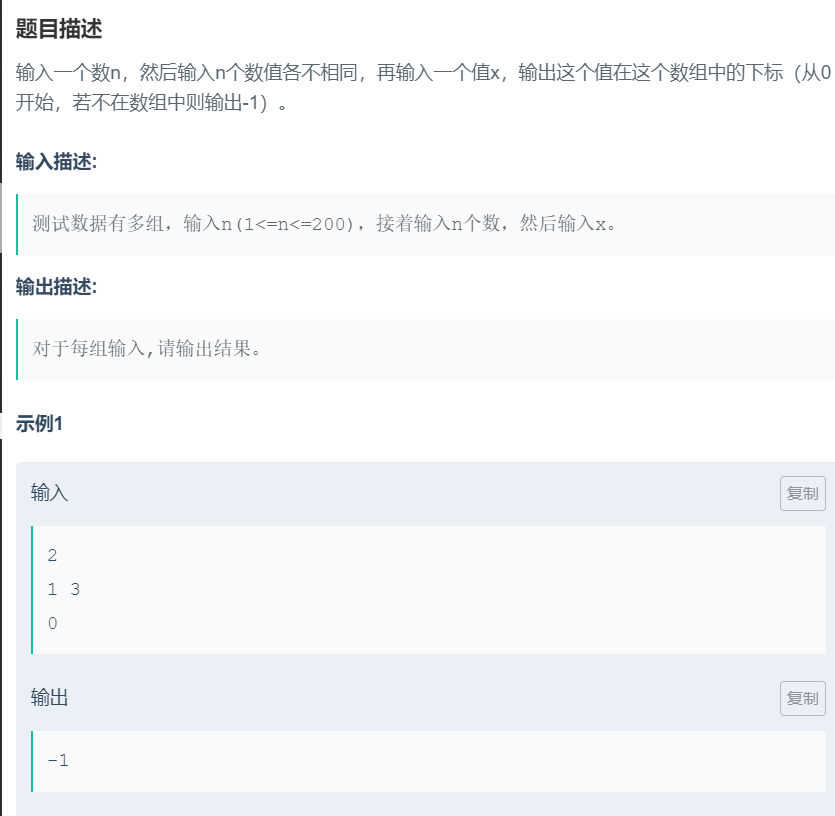 题目描述
输入一个数n，然后输入n个数值各不相同，再输入一个值x，输出这个值在这个数组中的下标（从0
开始，若不在数组中则输出-1）。
输入描述:
测试数据有多组，输入n(1<=n<=200)，接着输入n个数，然后输入x。
输出描述:
对于每组输入,请输出结果。
示例1
输入
复制
2
1 3
0
输出
复制
-1